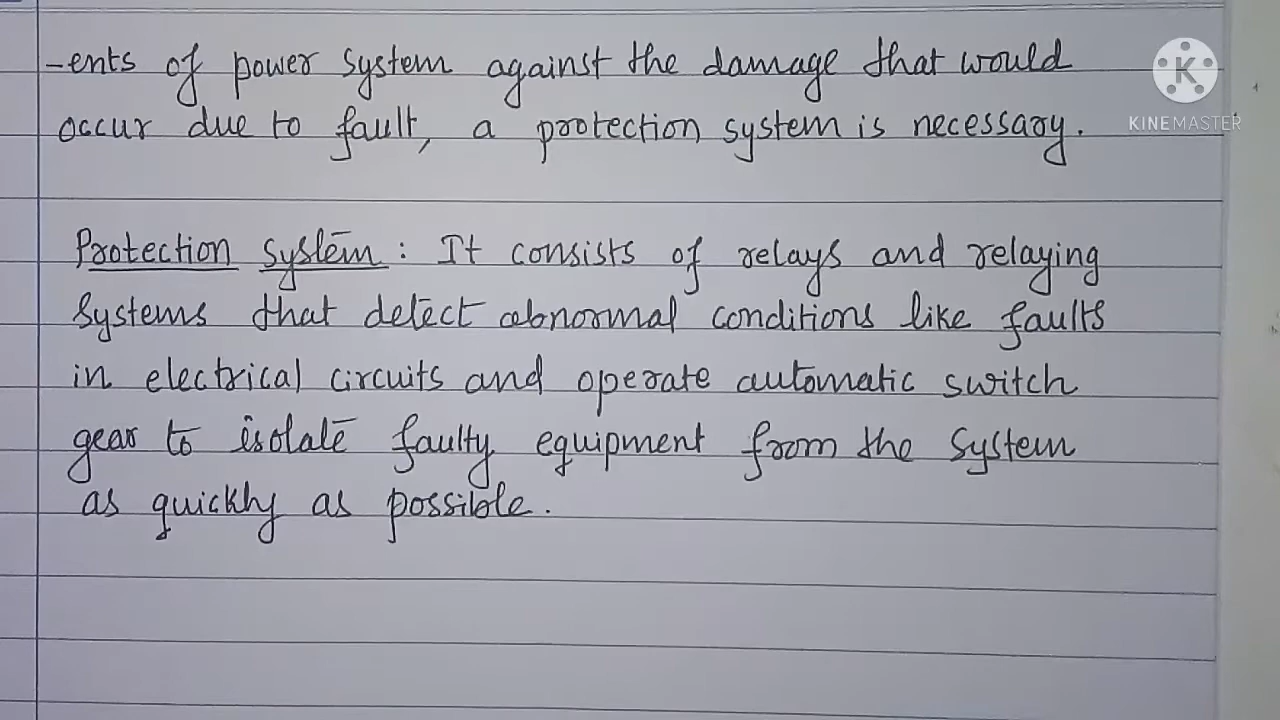 -ents of power system against the damage that would
occur due to fault, a protection system is necessary.
Protection system : It consists of relays and relaying
systems that detect abnormal conditions like faults
in electrical circuits and operate automatic switch
gear to isolate faulty equipment from the system
as quickly as possible.
K
KINEMASTER